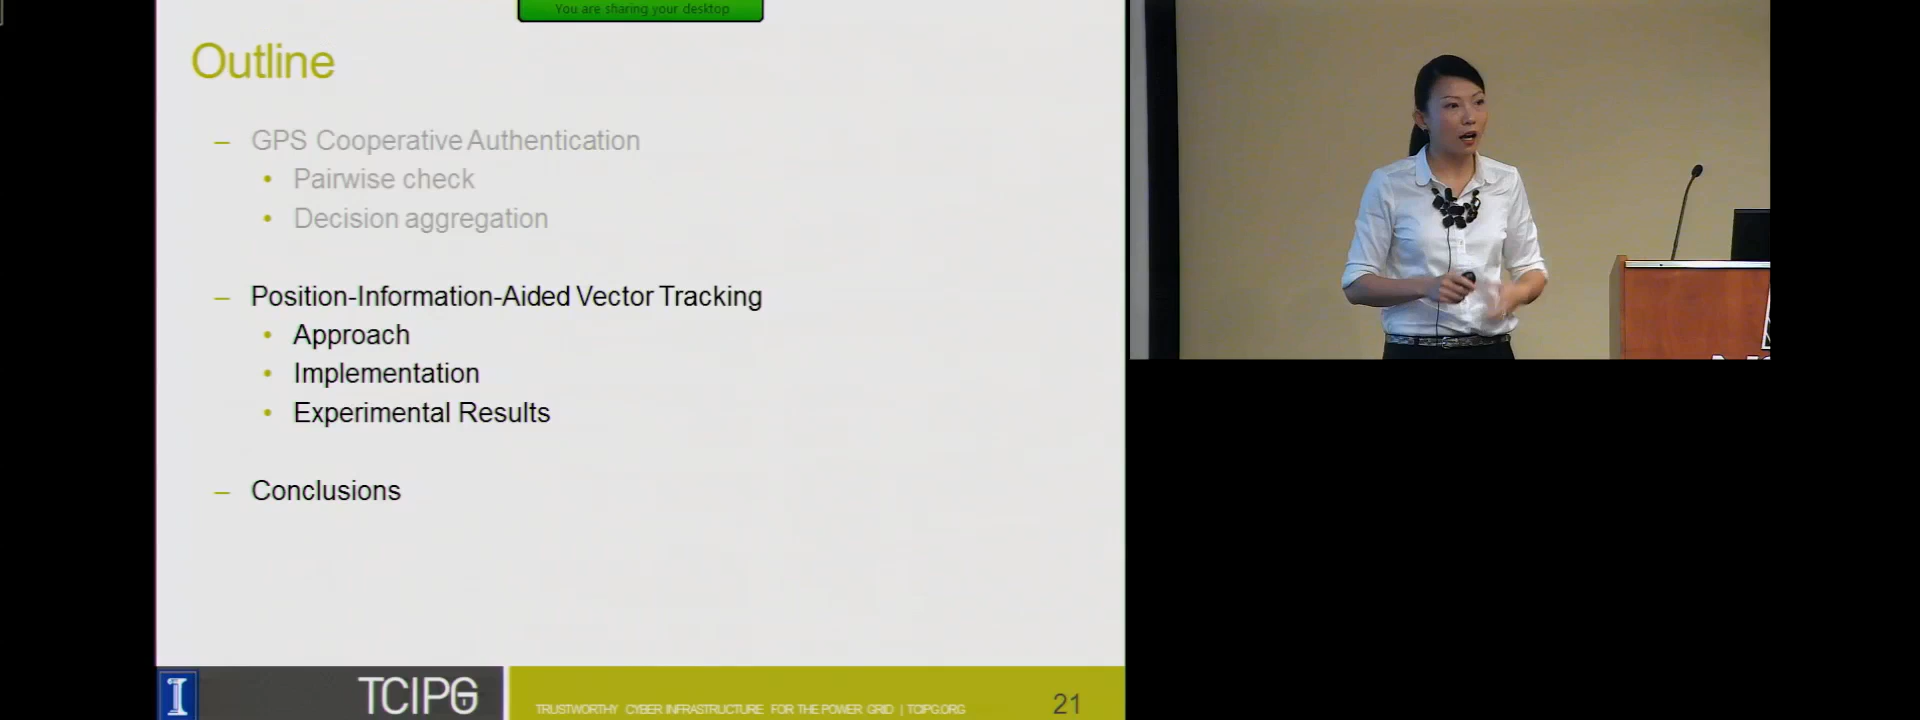 You are sharing your desktop
Outline
– GPS Cooperative Authentication
• Pairwise check
• Decision aggregation
– Position-Information-Aided Vector Tracking
• Approach
• Implementation
• Experimental Results
– Conclusions
I
TCIPG
TRUSTWORTHY CYBER INFRASTRUCTURE FOR THE POWER GRID | TCIPG.ORG
21